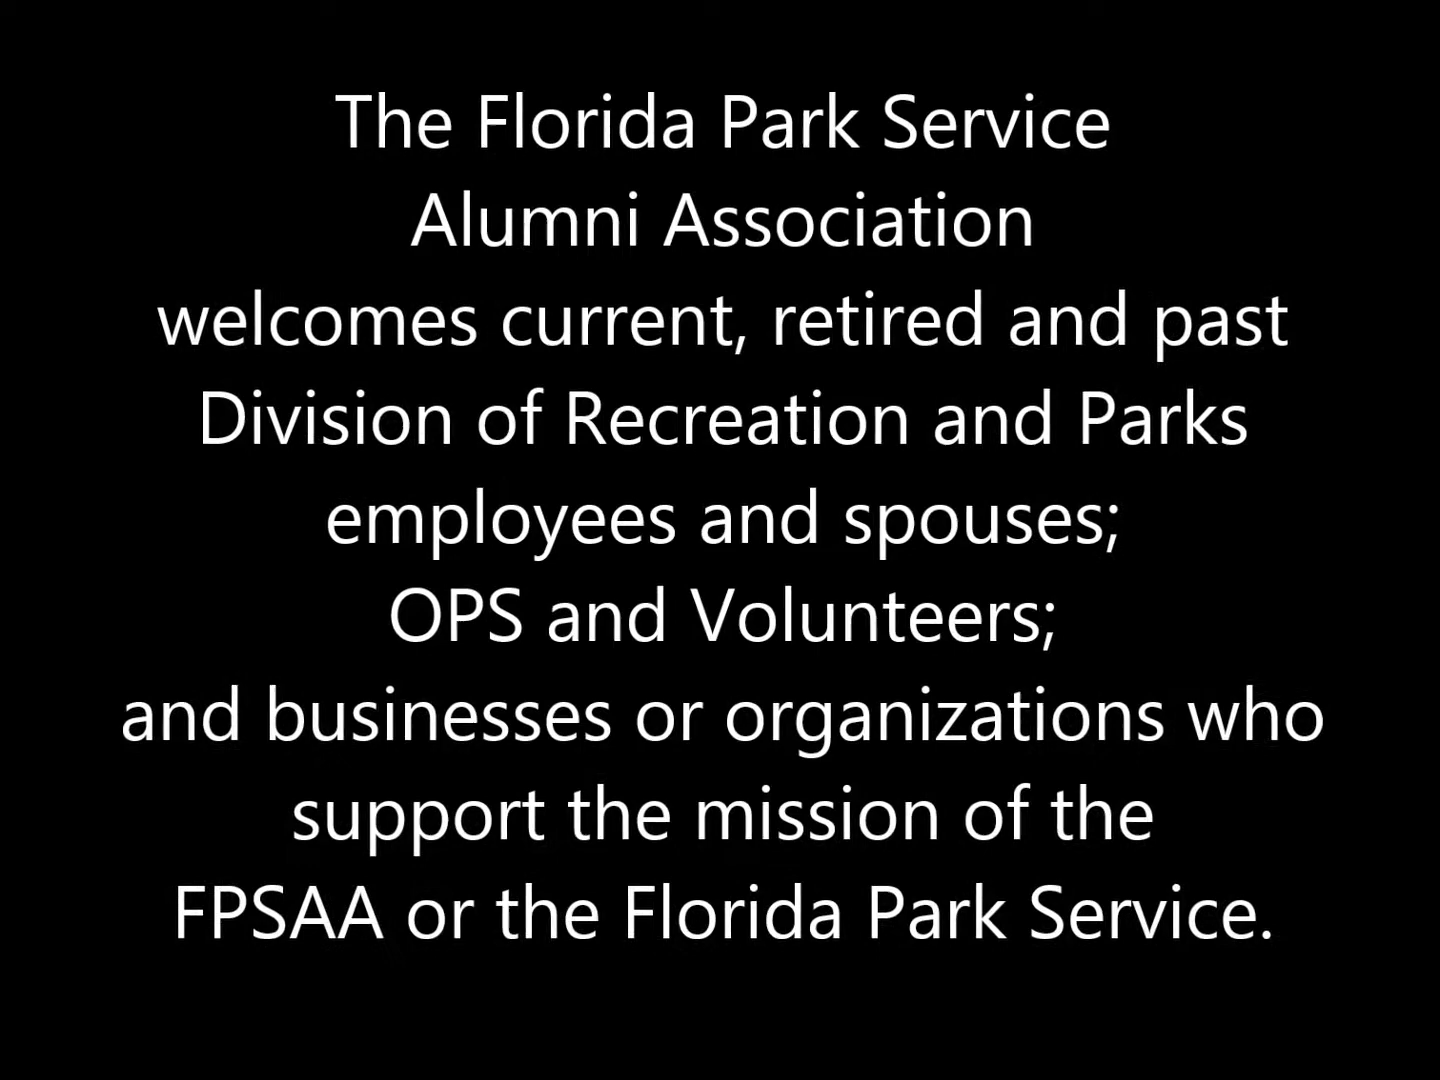 The Florida Park Service
Alumni Association
welcomes current, retired and past
Division of Recreation and Parks
employees and spouses;
OPS and Volunteers;
and businesses or organizations who
support the mission of the
FPSAA or the Florida Park Service.